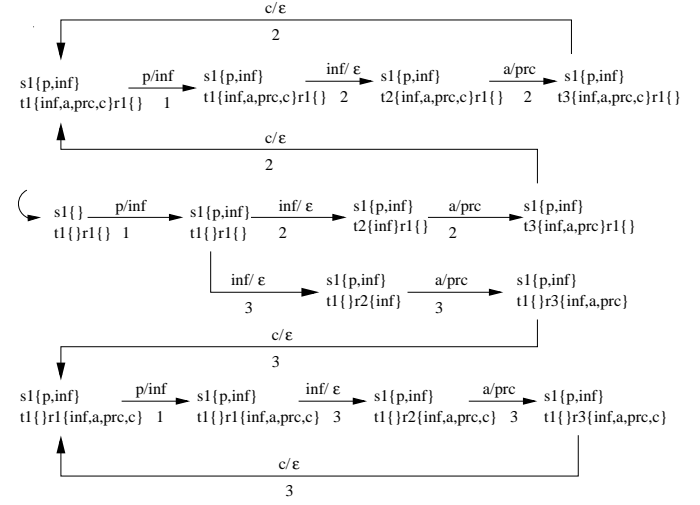 c/ε
2
s1{p,inf} p/inf s1{p,inf} inf/ ε s1{p,inf} a/prc s1{p,inf}
t1{inf,a,prc,c}r1{} 1 t1{inf,a,prc,c}r1{} 2 t2{inf,a,prc,c}r1{} 2 t3{inf,a,prc,c}r1{}
c/ε
2
s1{} p/inf s1{p,inf} inf/ ε s1{p,inf} a/prc s1{p,inf}
t1{}r1{} 1 t1{}r1{} 2 t2{inf}r1{} 2 t3{inf,a,prc}r1{}
inf/ ε s1{p,inf} a/prc s1{p,inf}
3 t1{}r2{inf} 3 t1{}r3{inf,a,prc}
c/ε
3
s1{p,inf} p/inf s1{p,inf} inf/ ε s1{p,inf} a/prc s1{p,inf}
t1{}r1{inf,a,prc,c} 1 t1{}r1{inf,a,prc,c} 3 t1{}r2{inf,a,prc,c} 3 t1{}r3{inf,a,prc,c}
c/ε
3